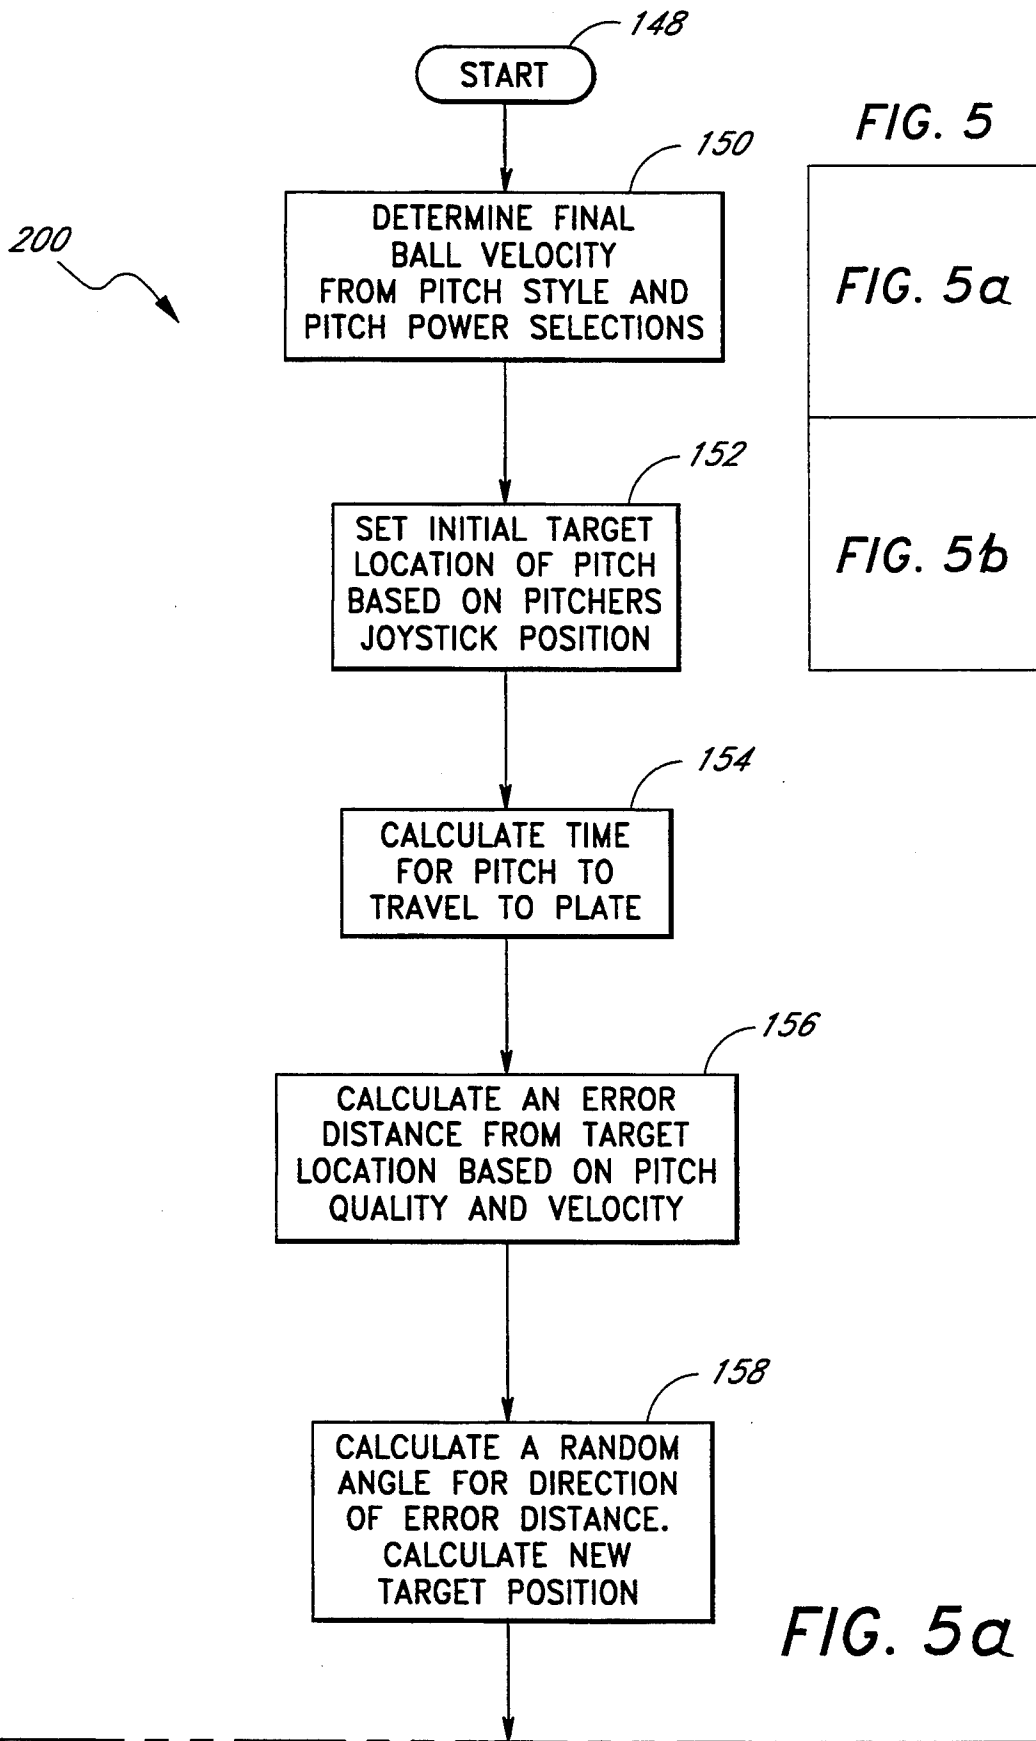 148
START
FIG. 5
150
DETERMINE FINAL
BALL VELOCITY
FROM PITCH STYLE AND
PITCH POWER SELECTIONS
200
FIG. 5a
152
SET INITIAL TARGET
LOCATION OF PITCH
BASED ON PITCHERS
JOYSTICK POSITION
FIG. 5b
154
CALCULATE TIME
FOR PITCH TO
TRAVEL TO PLATE
156
CALCULATE AN ERROR
DISTANCE FROM TARGET
LOCATION BASED ON PITCH
QUALITY AND VELOCITY
158
CALCULATE A RANDOM
ANGLE FOR DIRECTION
OF ERROR DISTANCE.
CALCULATE NEW
TARGET POSITION
FIG. 5a